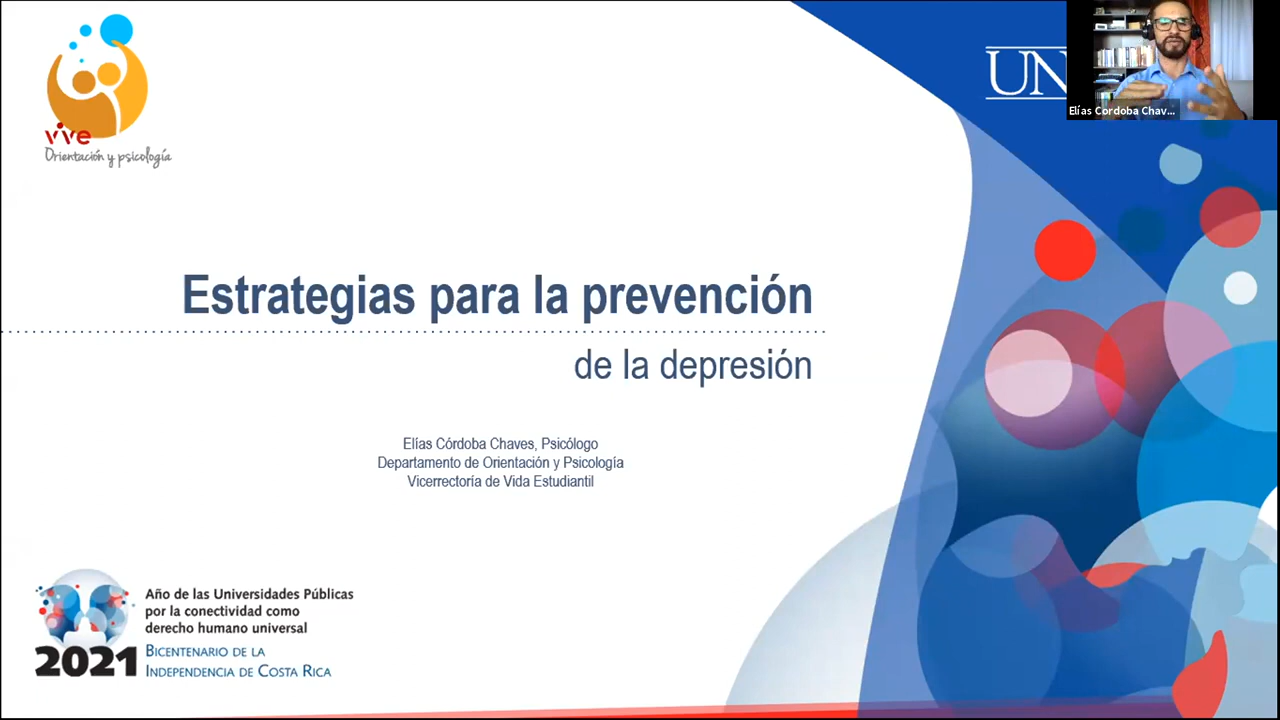 vive
Orientación y psicología
UN
Elías Cordoba Chav...
Estrategias para la prevención
de la depresión
Elías Córdoba Chaves, Psicólogo
Departamento de Orientación y Psicología
Vicerrectoría de Vida Estudiantil
Año de las Universidades Públicas
por la conectividad como
derecho humano universal
2021
BICENTENARIO DE LA
INDEPENDENCIA DE COSTA RICA